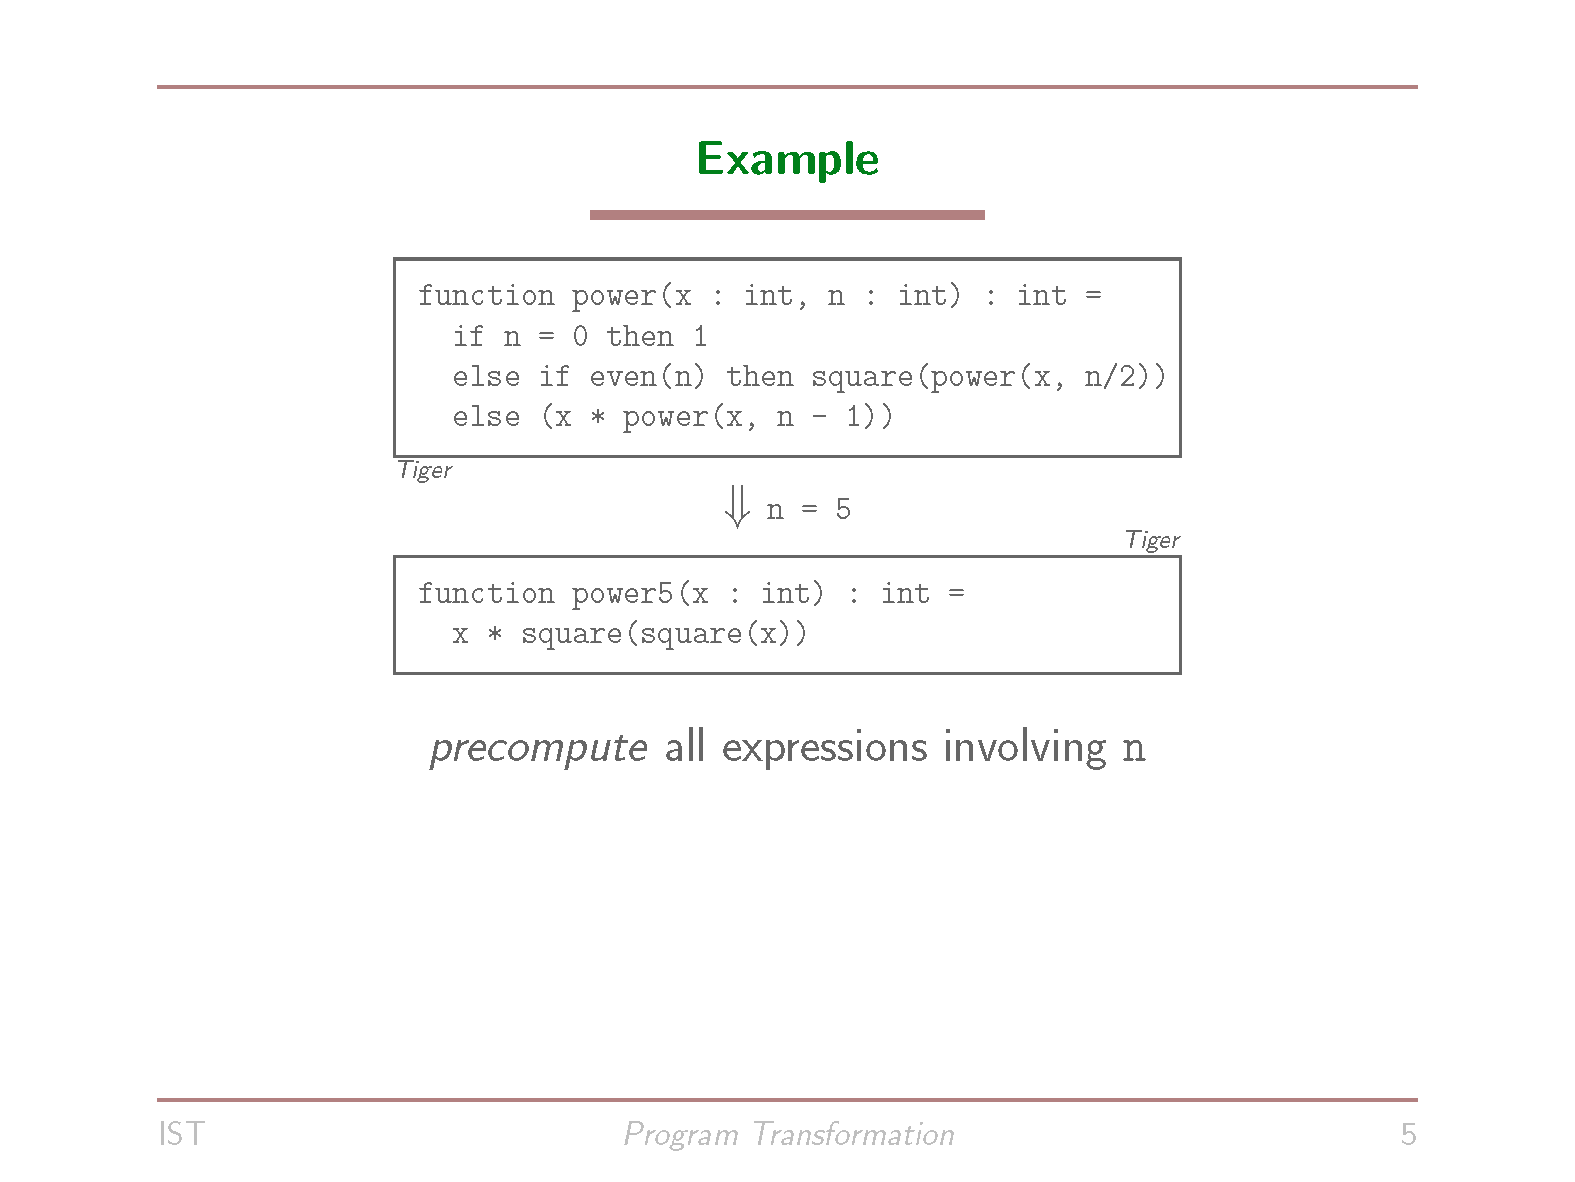 Example
function power(x : int, n : int) : int =
  if n = 0 then 1
  else if even(n) then square(power(x, n/2))
  else (x * power(x, n - 1))
Tiger
⇓ n = 5
Tiger
function power5(x : int) : int =
  x * square(square(x))
precompute all expressions involving n
IST Program Transformation 5